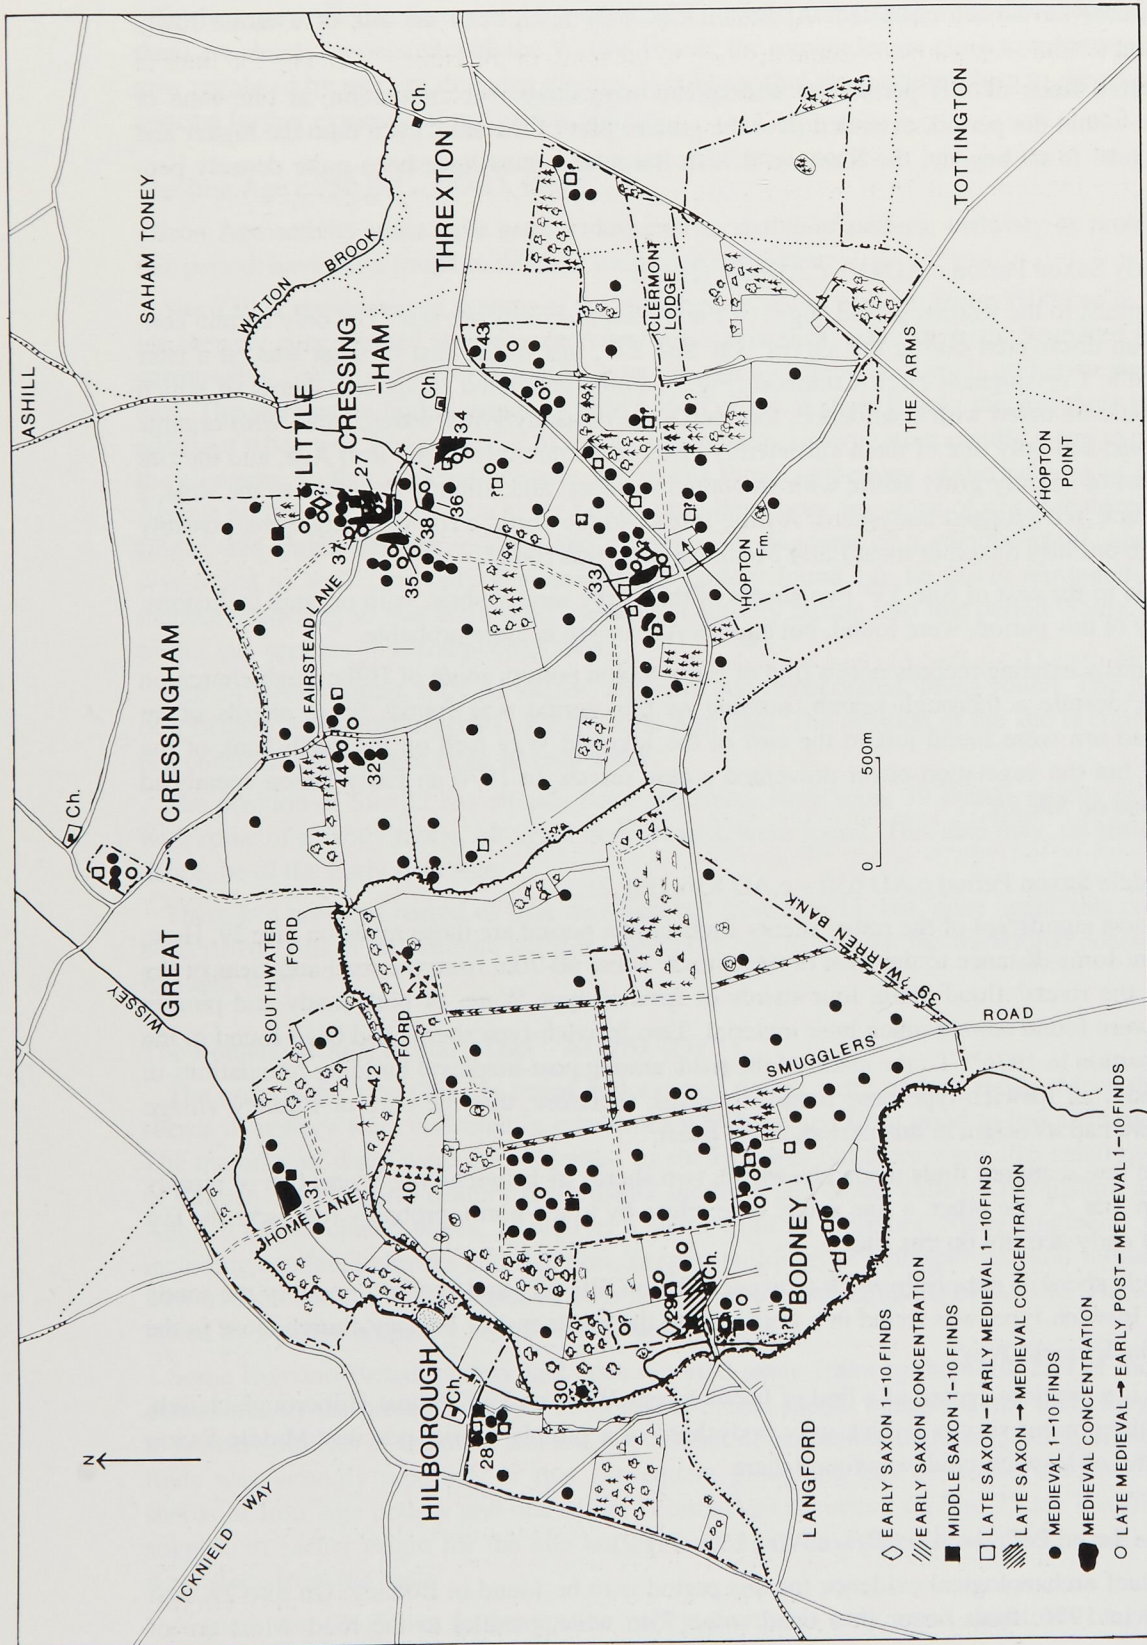 ASHILL
SAHAM TONEY
WATTON
BROOK
Ch.
THREXTON
LITTLE
CRESSING
-HAM
Ch.
27
34
36
37
38
35
43
FAIRSTEAD LANE
GREAT
CRESSINGHAM
Ch.
44
32
33
CLERMONT
LODGE
TOTTINGTON
THE ARMS
HOPTON
POINT
HOPTON
Fm.
?
?
?
?
?
?
?
0
500m
WISSEY
SOUTHWATER
FORD
FORD
42
40
31
HOME LANE
39 ?WARREN BANK
SMUGGLERS'
ROAD
?
?
?
29
Ch.
BODNEY
HILBOROUGH
Ch.
28
30
N
ICKNIELD
WAY
LANGFORD
EARLY SAXON 1-10 FINDS
EARLY SAXON CONCENTRATION
MIDDLE SAXON 1-10 FINDS
LATE SAXON - EARLY MEDIEVAL 1-10 FINDS
LATE SAXON → MEDIEVAL CONCENTRATION
MEDIEVAL 1-10 FINDS
MEDIEVAL CONCENTRATION
LATE MEDIEVAL → EARLY POST-MEDIEVAL 1-10 FINDS